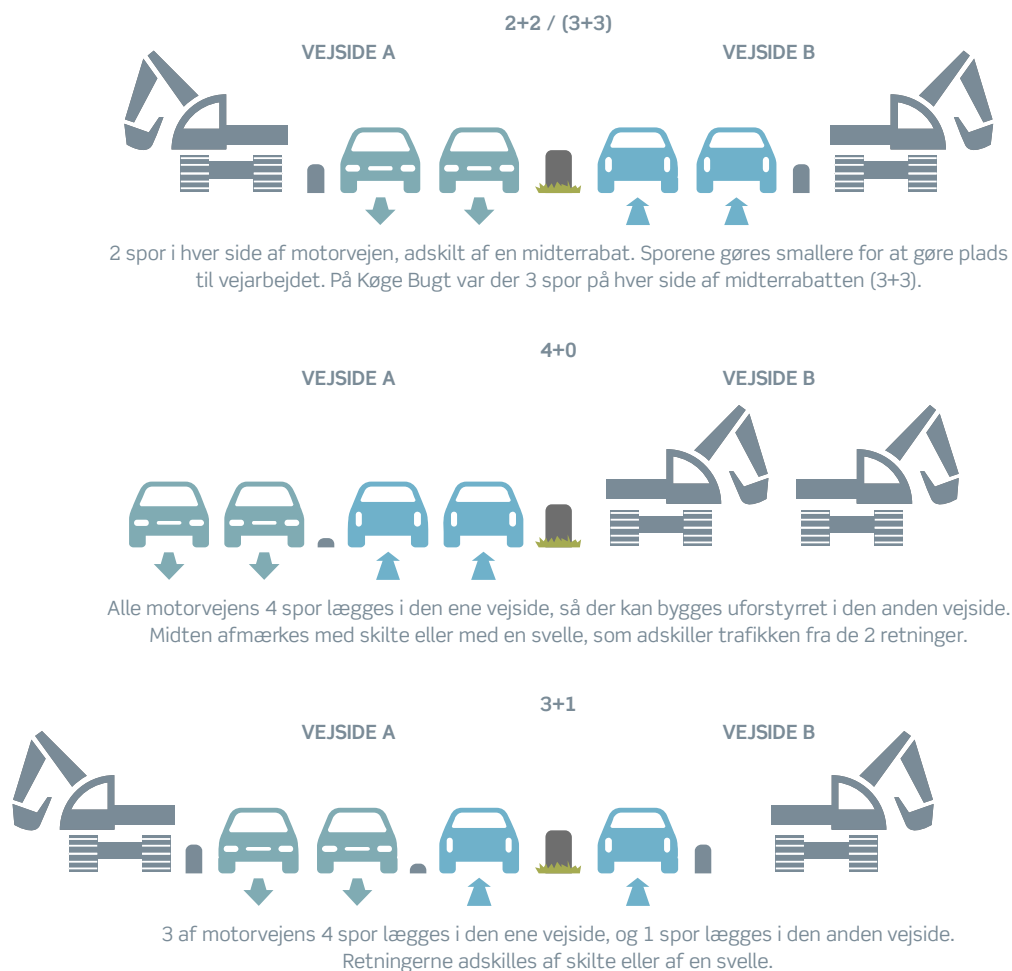 2+2 / (3+3)
VEJSIDE A
VEJSIDE B
2 spor i hver side af motorvejen, adskilt af en midterrabat. Sporene gøres smallere for at gøre plads
til vejarbejdet. På Køge Bugt var der 3 spor på hver side af midterrabatten (3+3).
4+0
VEJSIDE A
VEJSIDE B
Alle motorvejens 4 spor lægges i den ene vejside, så der kan bygges uforstyrret i den anden vejside.
Midten afmærkes med skilte eller med en svelle, som adskiller trafikken fra de 2 retninger.
3+1
VEJSIDE A
VEJSIDE B
3 af motorvejens 4 spor lægges i den ene vejside, og 1 spor lægges i den anden vejside.
Retningerne adskilles af skilte eller af en svelle.